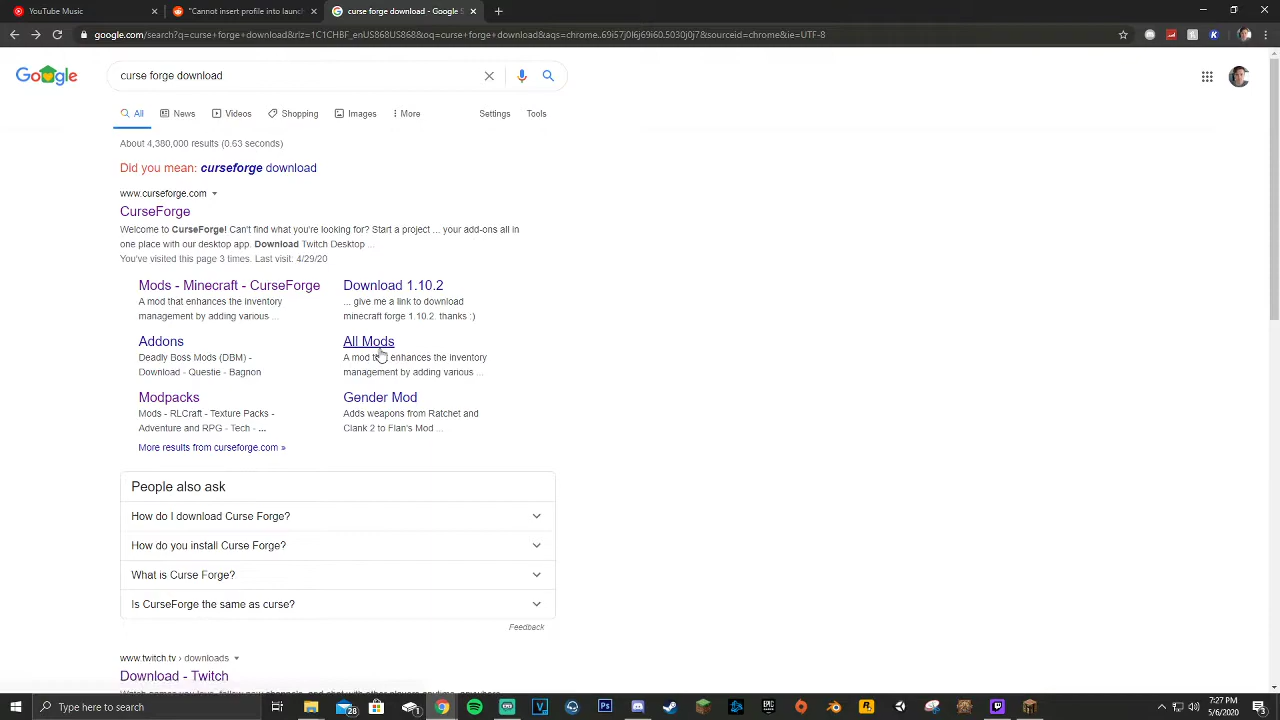 YouTube Music
"Cannot insert project into launch
curse forge download - Google S
google.com/search?q=curse+forge+download&rlz=1C1CHBF_enUS868US868&oq=curse+forge+download&aqs=chrome..69i57j0l6j69i60.5030j0j7&sourceid=chrome&ie=UTF-8
Google
curse forge download
All
News
Videos
Shopping
Images
More
Settings
Tools
About 4,380,000 results (0.63 seconds)
Did you mean: curseforge download
www.curseforge.com
CurseForge
Welcome to CurseForge! Can't find what you're looking for? Start a project ... your add-ons all in
one place with our desktop app. Download Twitch Desktop ...
You've visited this page 3 times. Last visit: 4/29/20
Mods - Minecraft - CurseForge
A mod that enhances the inventory
management by adding various ...
Download 1.10.2
... give me a link to download
minecraft forge 1.10.2. thanks :)
Addons
Deadly Boss Mods (DBM) -
Download - Questie - Bagnon
All Mods
A mod enhances the inventory
management by adding various ...
Modpacks
Mods - RLCraft - Texture Packs -
Adventure and RPG - Tech - ...
Gender Mod
Adds weapons from Ratchet and
Clank 2 to Flan's Mod ...
More results from curseforge.com »
People also ask
How do I download Curse Forge?
How do you install Curse Forge?
What is Curse Forge?
Is CurseForge the same as curse?
Feedback
www.twitch.tv › downloads
Download - Twitch
Type here to search
28
1
7:27 PM
5/6/2020